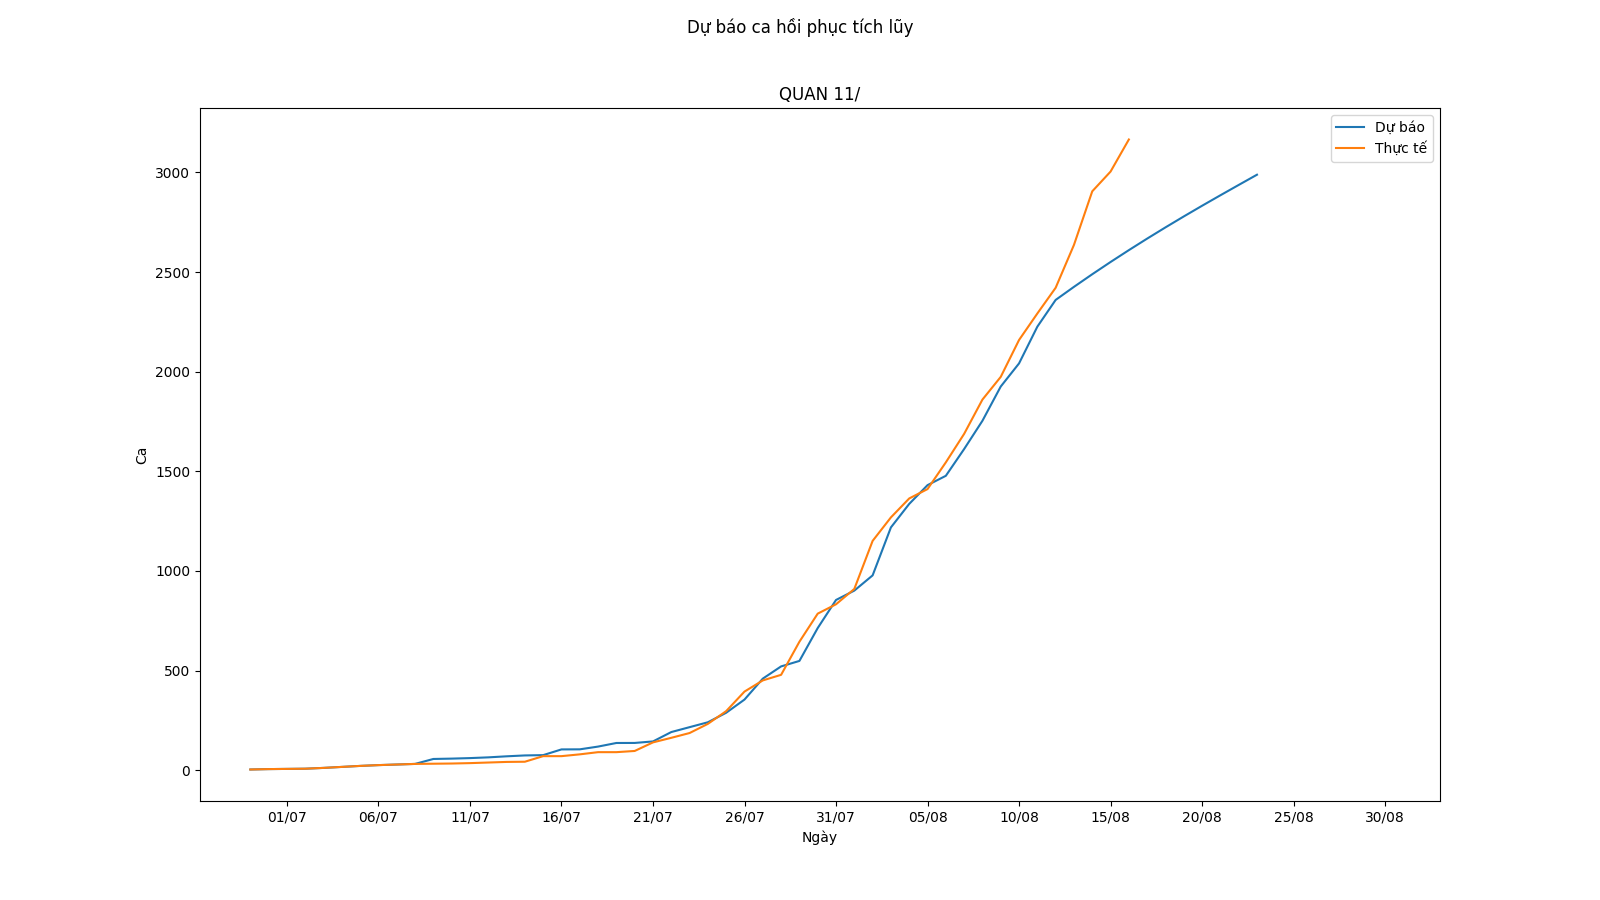 Dự báo ca hồi phục tích lũy
QUAN 11/
Dự báo
Thực tế
3000
2500
2000
1500
1000
500
0
Ca
01/07 06/07 11/07 16/07 21/07 26/07 31/07 05/08 10/08 15/08 20/08 25/08 30/08
Ngày